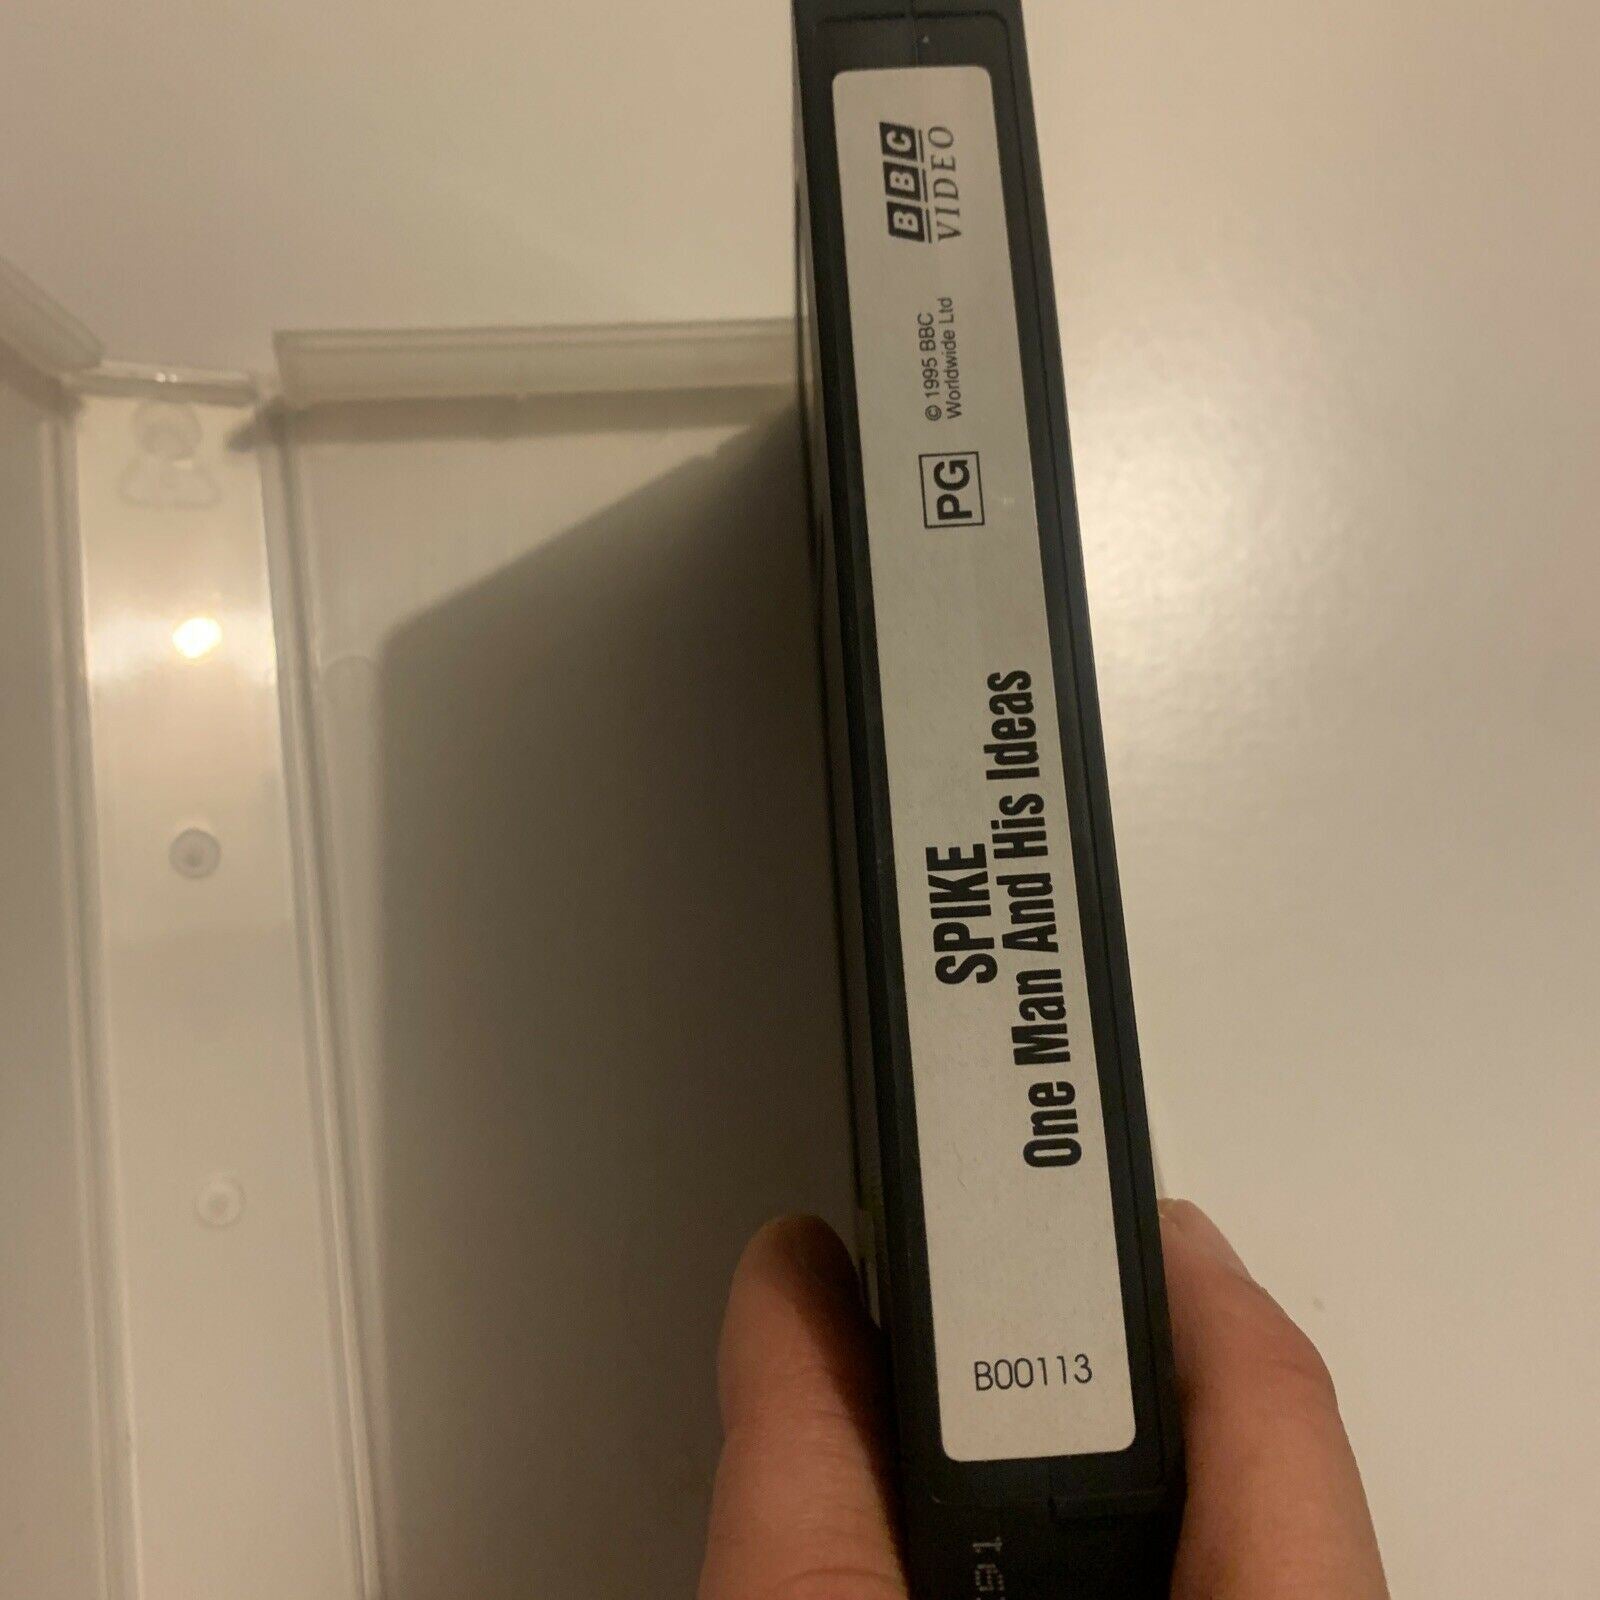 SPIKE
One Man And His Ideas
PG
© 1995 BBC
Worldwide Ltd
BBC
VIDEO
B00113